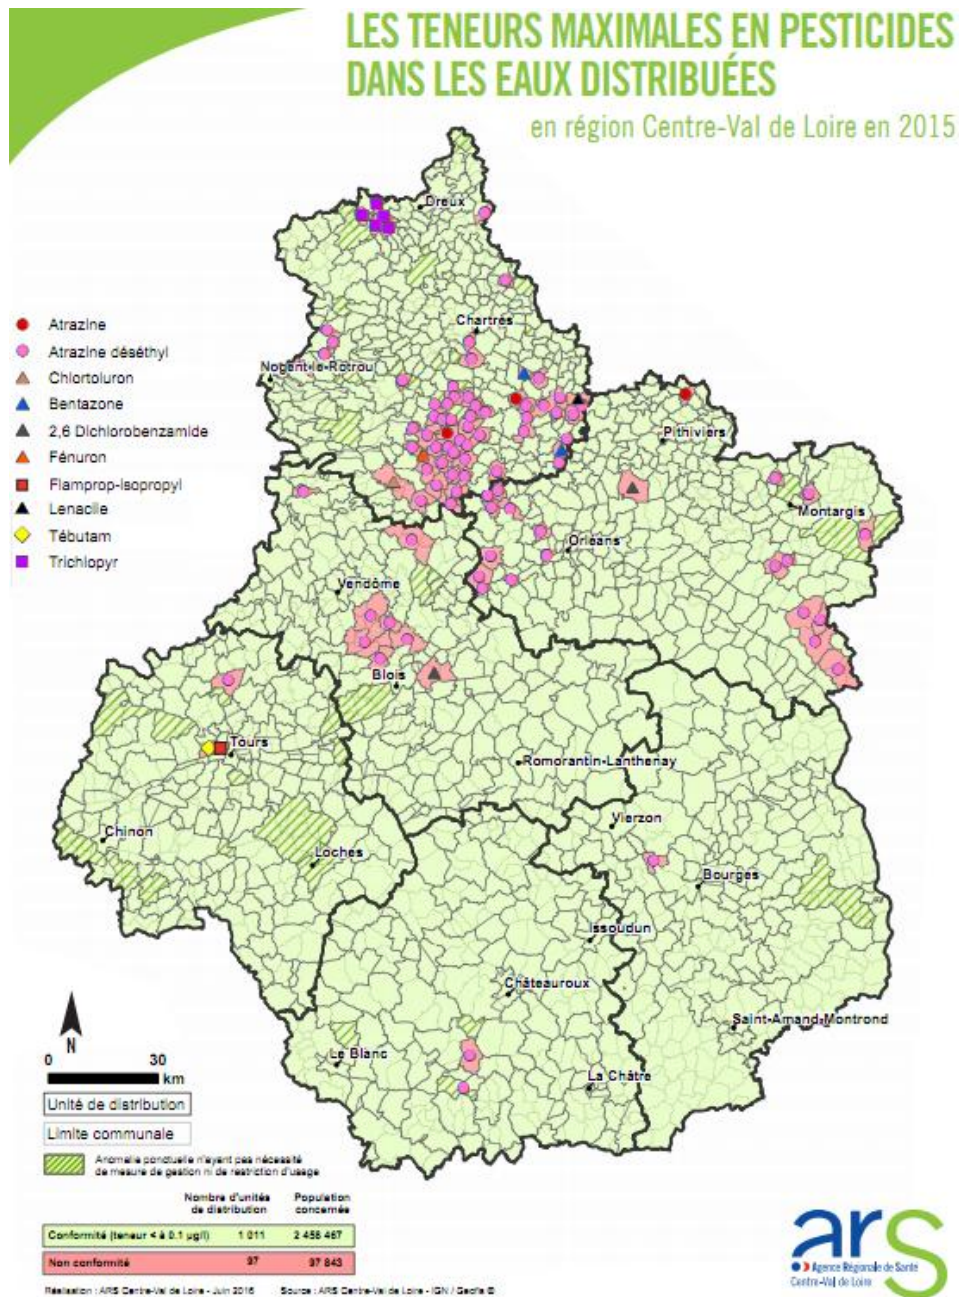 LES TENEURS MAXIMALES EN PESTICIDES
DANS LES EAUX DISTRIBUÉES
en région Centre-Val de Loire en 2015
Dreux
Chartres
Nogent-le-Rotrou
Atrazine
Atrazine déséthyl
Chlortoluron
Bentazone
2,6 Dichlorobenzamide
Fénuron
Flamprop-isopropyl
Lenacile
Tébutam
Trichlopyr
Pithiviers
Montargis
Orléans
Vendôme
Blois
Tours
Romorantin-Lanthenay
Chinon
Loches
Vierzon
Bourges
Issoudun
Châteauroux
Saint-Amand-Montrond
Le Blanc
La Châtre
N
0 30
km
Unité de distribution
Limite communale
Anomalie ponctuelle n'ayant pas nécessité
de mesure de gestion ni de restriction d'usage
Nombre d'unités Population
de distribution concernée
Conformité (teneur < à 0.1 µg/l) 1 011 2 458 467
Non conformité 97 97 843
Réalisation : ARS Centre-Val de Loire - Juin 2016 Source : ARS Centre-Val de Loire - IGN / Geofla ©
ars
Agence Régionale de Santé
Centre-Val de Loire